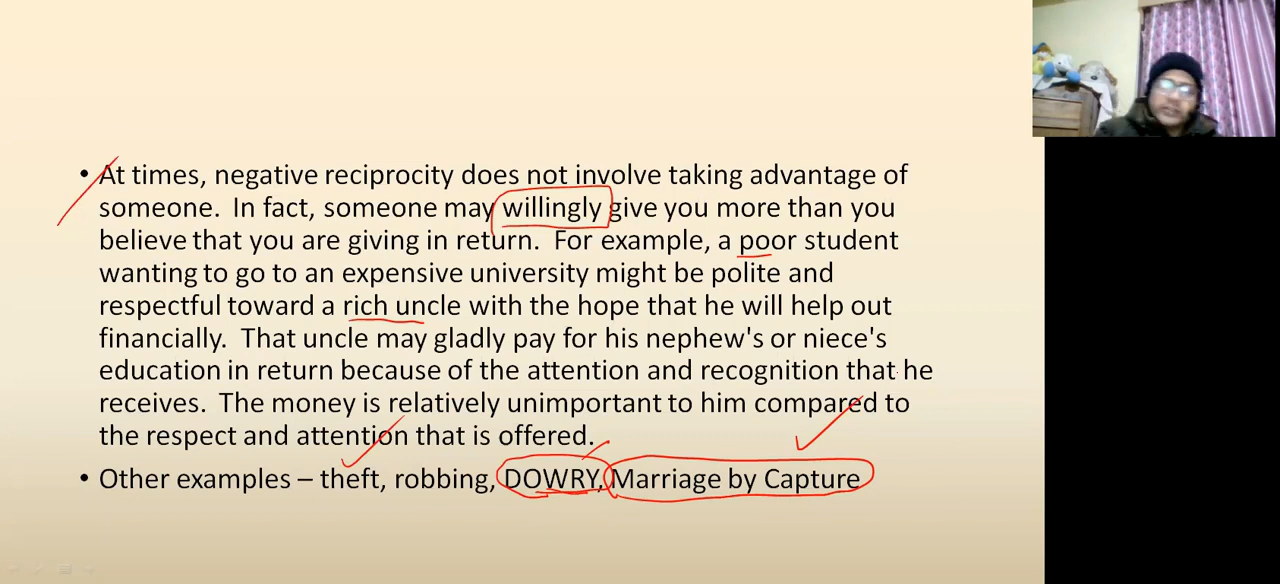 • At times, negative reciprocity does not involve taking advantage of
someone.  In fact, someone may willingly give you more than you
believe that you are giving in return.  For example, a poor student
wanting to go to an expensive university might be polite and
respectful toward a rich uncle with the hope that he will help out
financially.  That uncle may gladly pay for his nephew's or niece's
education in return because of the attention and recognition that he
receives.  The money is relatively unimportant to him compared to
the respect and attention that is offered.
• Other examples – theft, robbing, DOWRY, Marriage by Capture